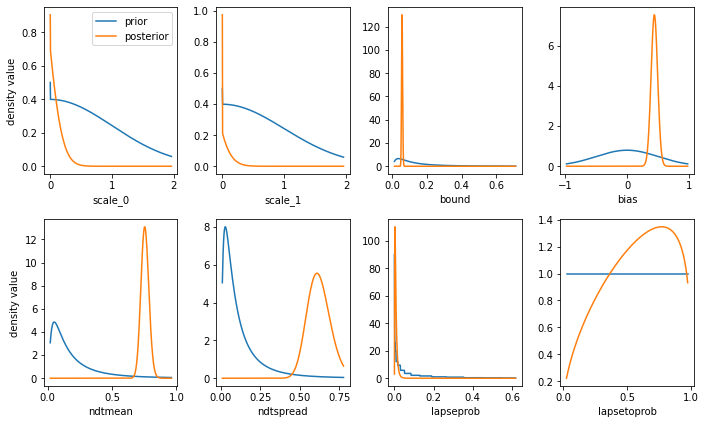 prior
posterior
density value
0.8
0.6
0.4
0.2
0.0
0 1 2
scale_0
1.0
0.8
0.6
0.4
0.2
0.0
0 1 2
scale_1
120
100
80
60
40
20
0
0.0 0.2 0.4 0.6
bound
6
4
2
0
−1 0 1
bias
density value
12
10
8
6
4
2
0
0.0 0.5 1.0
ndtmean
8
6
4
2
0
0.00 0.25 0.50 0.75
ndtspread
100
80
60
40
20
0
0.0 0.2 0.4 0.6
lapseprob
1.4
1.2
1.0
0.8
0.6
0.4
0.2
0.0 0.5 1.0
lapsetoprob